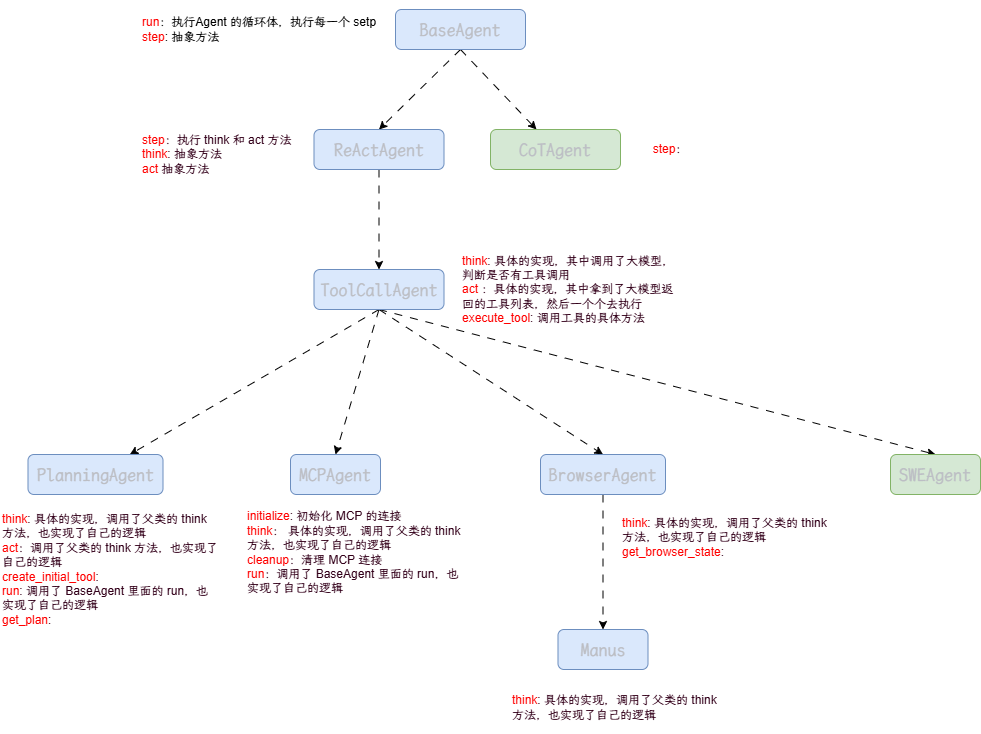 run：执行Agent 的循环体，执行每一个 setp
step: 抽象方法
BaseAgent
step：执行 think 和 act 方法
think: 抽象方法
act 抽象方法
ReActAgent
CoTAgent
step：
ToolCallAgent
think: 具体的实现，其中调用了大模型，
判断是否有工具调用
act ：具体的实现，其中拿到了大模型返
回的工具列表，然后一个个去执行
execute_tool: 调用工具的具体方法
PlanningAgent
MCPAgent
BrowserAgent
SWEAgent
think: 具体的实现，调用了父类的 think
方法，也实现了自己的逻辑
act：调用了父类的 think 方法，也实现了
自己的逻辑
create_initial_tool:
run: 调用了 BaseAgent 里面的 run，也
实现了自己的逻辑
get_plan:
initialize: 初始化 MCP 的连接
think： 具体的实现，调用了父类的 think
方法，也实现了自己的逻辑
cleanup：清理 MCP 连接
run：调用了 BaseAgent 里面的 run，也
实现了自己的逻辑
think: 具体的实现，调用了父类的 think
方法，也实现了自己的逻辑
get_browser_state:
Manus
think: 具体的实现，调用了父类的 think
方法，也实现了自己的逻辑